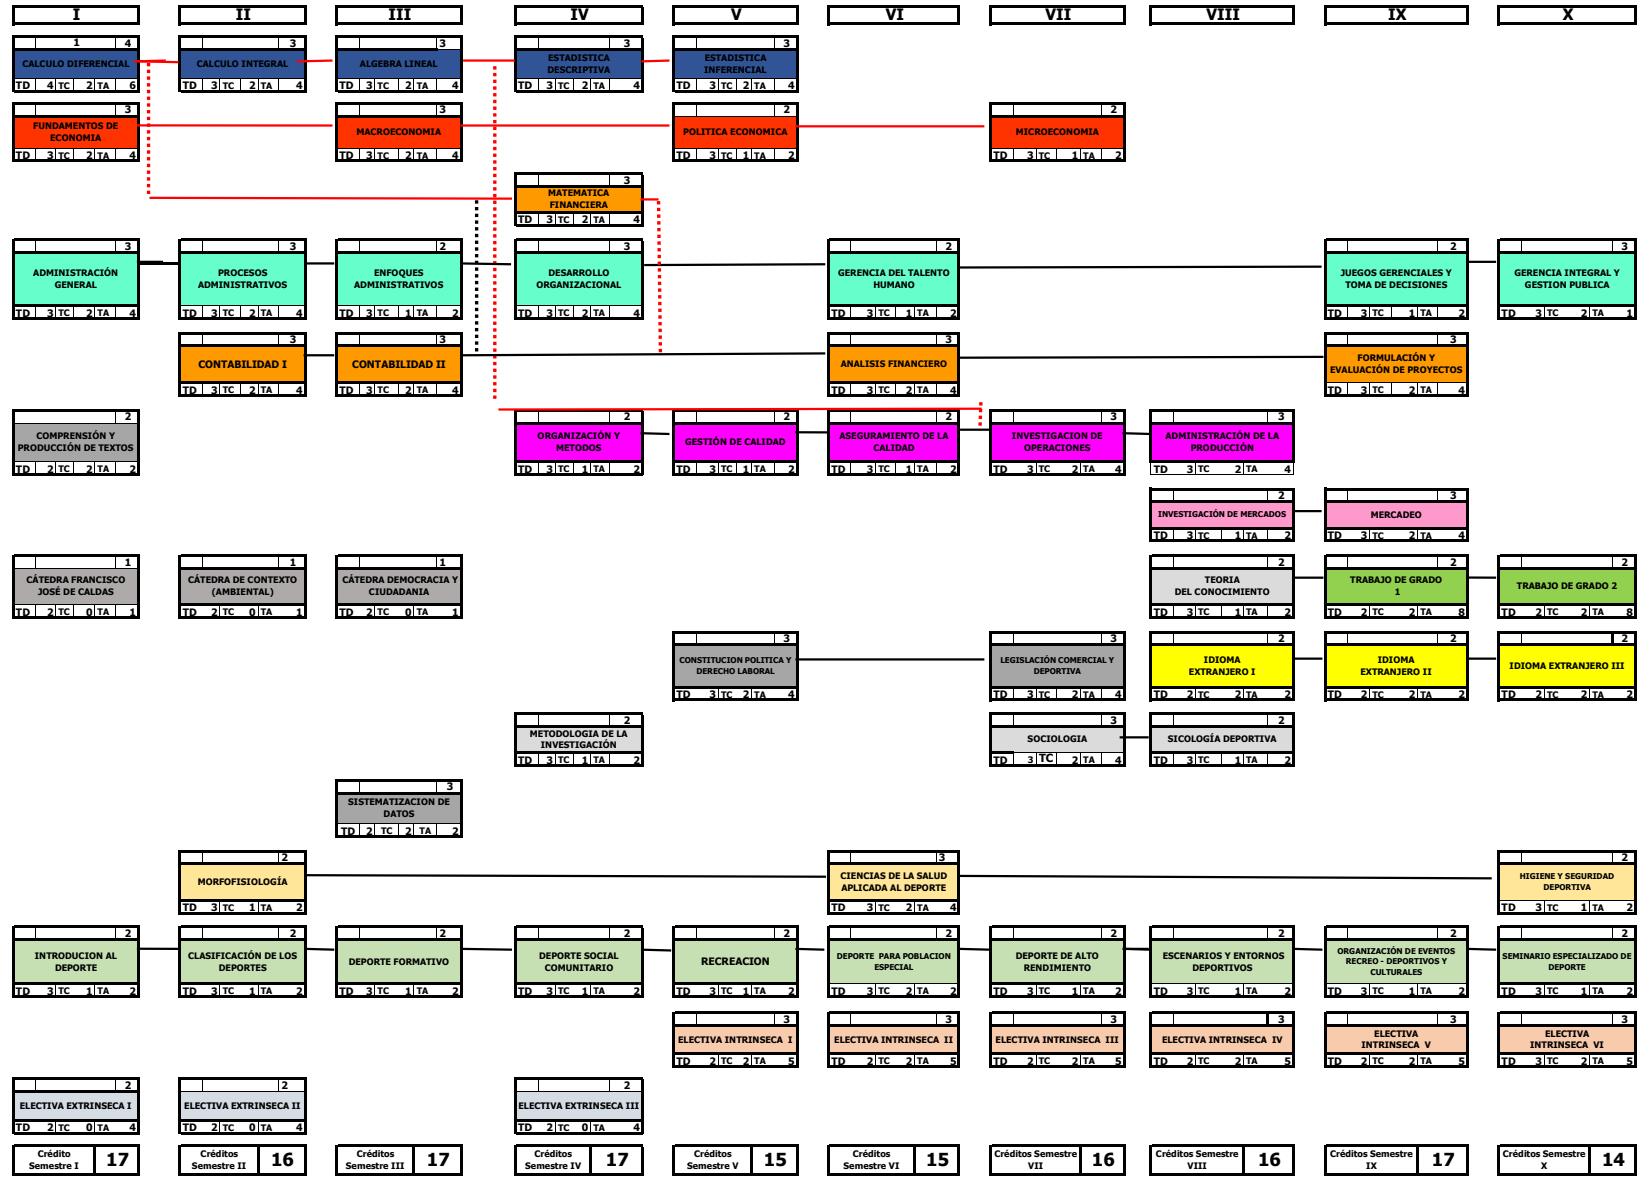 I II III IV V VI VII VIII IX X
1 4 3 3 3 3
CALCULO DIFERENCIAL CALCULO INTEGRAL ALGEBRA LINEAL ESTADISTICA DESCRIPTIVA ESTADISTICA INFERENCIAL
TD 4 TC 2 TA 6 TD 3 TC 2 TA 4 TD 3 TC 2 TA 4 TD 3 TC 2 TA 4 TD 3 TC 2 TA 4
3 3 2 2
FUNDAMENTOS DE ECONOMIA MACROECONOMIA POLITICA ECONOMICA MICROECONOMIA
TD 3 TC 2 TA 4 TD 3 TC 2 TA 4 TD 3 TC 1 TA 2 TD 3 TC 1 TA 2
3
MATEMATICA FINANCIERA
TD 3 TC 2 TA 4
3 3 2 3 2 2 3
ADMINISTRACIÓN GENERAL PROCESOS ADMINISTRATIVOS ENFOQUES ADMINISTRATIVOS DESARROLLO ORGANIZACIONAL GERENCIA DEL TALENTO HUMANO JUEGOS GERENCIALES Y TOMA DE DECISIONES GERENCIA INTEGRAL Y GESTION PUBLICA
TD 3 TC 2 TA 4 TD 3 TC 2 TA 4 TD 3 TC 1 TA 2 TD 3 TC 2 TA 4 TD 3 TC 1 TA 2 TD 3 TC 1 TA 2 TD 3 TC 2 TA 1
3 3 3 3
CONTABILIDAD I CONTABILIDAD II ANALISIS FINANCIERO FORMULACIÓN Y EVALUACIÓN DE PROYECTOS
TD 3 TC 2 TA 4 TD 3 TC 2 TA 4 TD 3 TC 2 TA 4 TD 3 TC 2 TA 4
2 2 2 2 3 3
COMPRENSIÓN Y PRODUCCIÓN DE TEXTOS ORGANIZACIÓN Y METODOS GESTIÓN DE CALIDAD ASEGURAMIENTO DE LA CALIDAD INVESTIGACION DE OPERACIONES ADMINISTRACIÓN DE LA PRODUCCIÓN
TD 2 TC 2 TA 2 TD 3 TC 1 TA 2 TD 3 TC 1 TA 2 TD 3 TC 1 TA 2 TD 3 TC 2 TA 4 TD 3 TC 2 TA 4
2 3
INVESTIGACIÓN DE MERCADOS MERCADEO
TD 3 TC 1 TA 2 TD 3 TC 2 TA 4
1 1 1 2 2 2
CÁTEDRA FRANCISCO JOSÉ DE CALDAS CÁTEDRA DE CONTEXTO (AMBIENTAL) CÁTEDRA DEMOCRACIA Y CIUDADANIA TEORIA DEL CONOCIMIENTO TRABAJO DE GRADO 1 TRABAJO DE GRADO 2
TD 2 TC 0 TA 1 TD 2 TC 0 TA 1 TD 2 TC 0 TA 1 TD 3 TC 1 TA 2 TD 2 TC 2 TA 8 TD 2 TC 2 TA 8
3 3 2 2 2
CONSTITUCION POLITICA Y DERECHO LABORAL LEGISLACIÓN COMERCIAL Y DEPORTIVA IDIOMA EXTRANJERO I IDIOMA EXTRANJERO II IDIOMA EXTRANJERO III
TD 3 TC 2 TA 4 TD 3 TC 2 TA 4 TD 2 TC 2 TA 2 TD 2 TC 2 TA 2 TD 2 TC 2 TA 2
2 3 2
METODOLOGIA DE LA INVESTIGACIÓN SOCIOLOGIA SICOLOGÍA DEPORTIVA
TD 3 TC 1 TA 2 TD 3 TC 2 TA 4 TD 3 TC 1 TA 2
3
SISTEMATIZACION DE DATOS
TD 2 TC 2 TA 2
2 3 2
MORFOFISIOLOGÍA CIENCIAS DE LA SALUD APLICADA AL DEPORTE HIGIENE Y SEGURIDAD DEPORTIVA
TD 3 TC 1 TA 2 TD 3 TC 2 TA 4 TD 3 TC 1 TA 2
2 2 2 2 2 2 2 2 2 2
INTRODUCION AL DEPORTE CLASIFICACIÓN DE LOS DEPORTES DEPORTE FORMATIVO DEPORTE SOCIAL COMUNITARIO RECREACION DEPORTE PARA POBLACION ESPECIAL DEPORTE DE ALTO RENDIMIENTO ESCENARIOS Y ENTORNOS DEPORTIVOS ORGANIZACIÓN DE EVENTOS RECREO - DEPORTIVOS Y CULTURALES SEMINARIO ESPECIALIZADO DE DEPORTE
TD 3 TC 1 TA 2 TD 3 TC 1 TA 2 TD 3 TC 1 TA 2 TD 3 TC 1 TA 2 TD 3 TC 1 TA 2 TD 3 TC 2 TA 2 TD 3 TC 1 TA 2 TD 3 TC 1 TA 2 TD 3 TC 1 TA 2 TD 3 TC 1 TA 2
3 3 3 3 3 3
ELECTIVA INTRINSECA I ELECTIVA INTRINSECA II ELECTIVA INTRINSECA III ELECTIVA INTRINSECA IV ELECTIVA INTRINSECA V ELECTIVA INTRINSECA VI
TD 2 TC 2 TA 5 TD 2 TC 2 TA 5 TD 2 TC 2 TA 5 TD 2 TC 2 TA 5 TD 2 TC 2 TA 5 TD 3 TC 2 TA 5
2 2 2
ELECTIVA EXTRINSECA I ELECTIVA EXTRINSECA II ELECTIVA EXTRINSECA III
TD 2 TC 0 TA 4 TD 2 TC 0 TA 4 TD 2 TC 0 TA 4
Crédito Semestre I 17 Créditos Semestre II 16 Créditos Semestre III 17 Créditos Semestre IV 17 Créditos Semestre V 15 Créditos Semestre VI 15 Créditos Semestre VII 16 Créditos Semestre VIII 16 Créditos Semestre IX 17 Créditos Semestre X 14